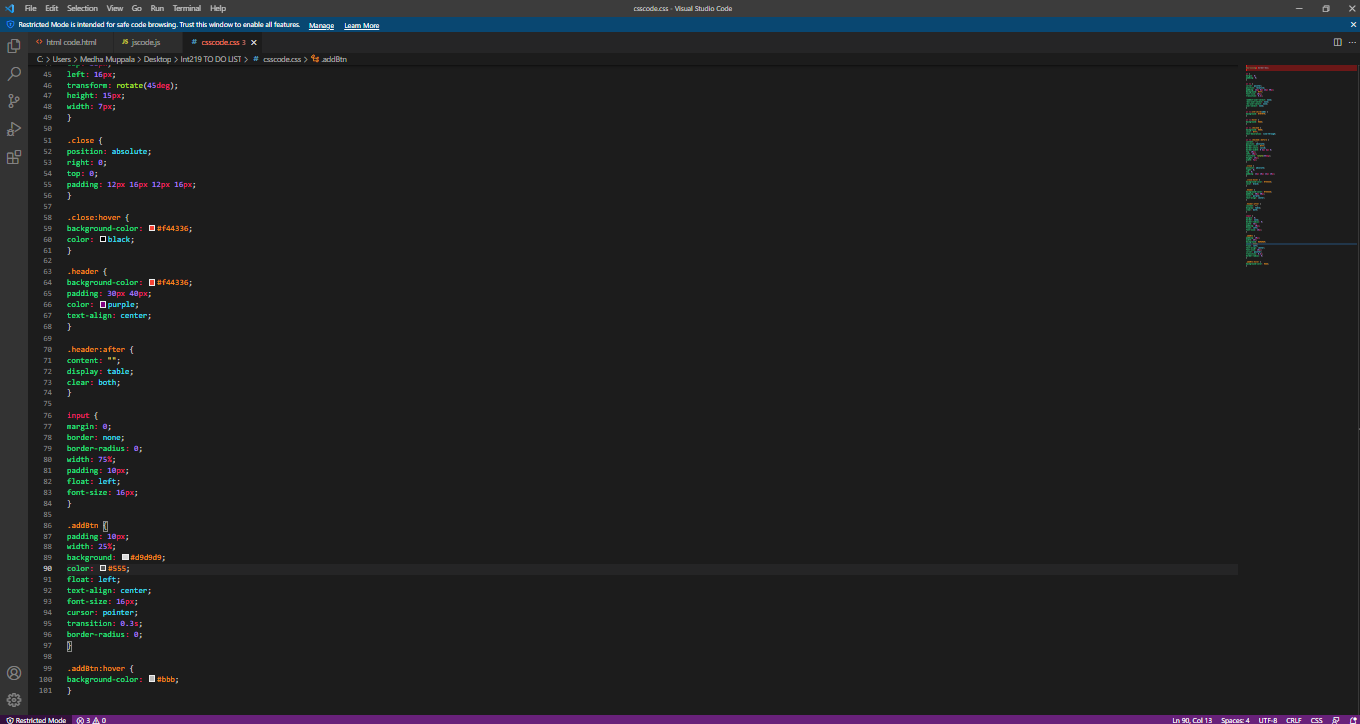 File Edit Selection View Go Run Terminal Help
csscode.css - Visual Studio Code
Restricted Mode is intended for safe code browsing. Trust this window to enable all features. Manage Learn More
html code.html jscode.js csscode.css 3
C: > Users > Medha Muppala > Desktop > Int219 TO DO LIST > # csscode.css > .addBtn
45 left: 16px;
46 transform: rotate(45deg);
47 height: 15px;
48 width: 7px;
49 }
50
51 .close {
52 position: absolute;
53 right: 0;
54 top: 0;
55 padding: 12px 16px 12px 16px;
56 }
57
58 .close:hover {
59 background-color: #f44336;
60 color: black;
61 }
62
63 .header {
64 background-color: #f44336;
65 padding: 30px 40px;
66 color: purple;
67 text-align: center;
68 }
69
70 .header:after {
71 content: "";
72 display: table;
73 clear: both;
74 }
75
76 input {
77 margin: 0;
78 border: none;
79 border-radius: 0;
80 width: 75%;
81 padding: 10px;
82 float: left;
83 font-size: 16px;
84 }
85
86 .addBtn {
87 padding: 10px;
88 width: 25%;
89 background: #d9d9d9;
90 color: #555;
91 float: left;
92 text-align: center;
93 font-size: 16px;
94 cursor: pointer;
95 transition: 0.3s;
96 border-radius: 0;
97 }
98
99 .addBtn:hover {
100 background-color: #bbb;
101 }
Restricted Mode 3 0 Ln 90, Col 13 Spaces: 4 UTF-8 CRLF CSS